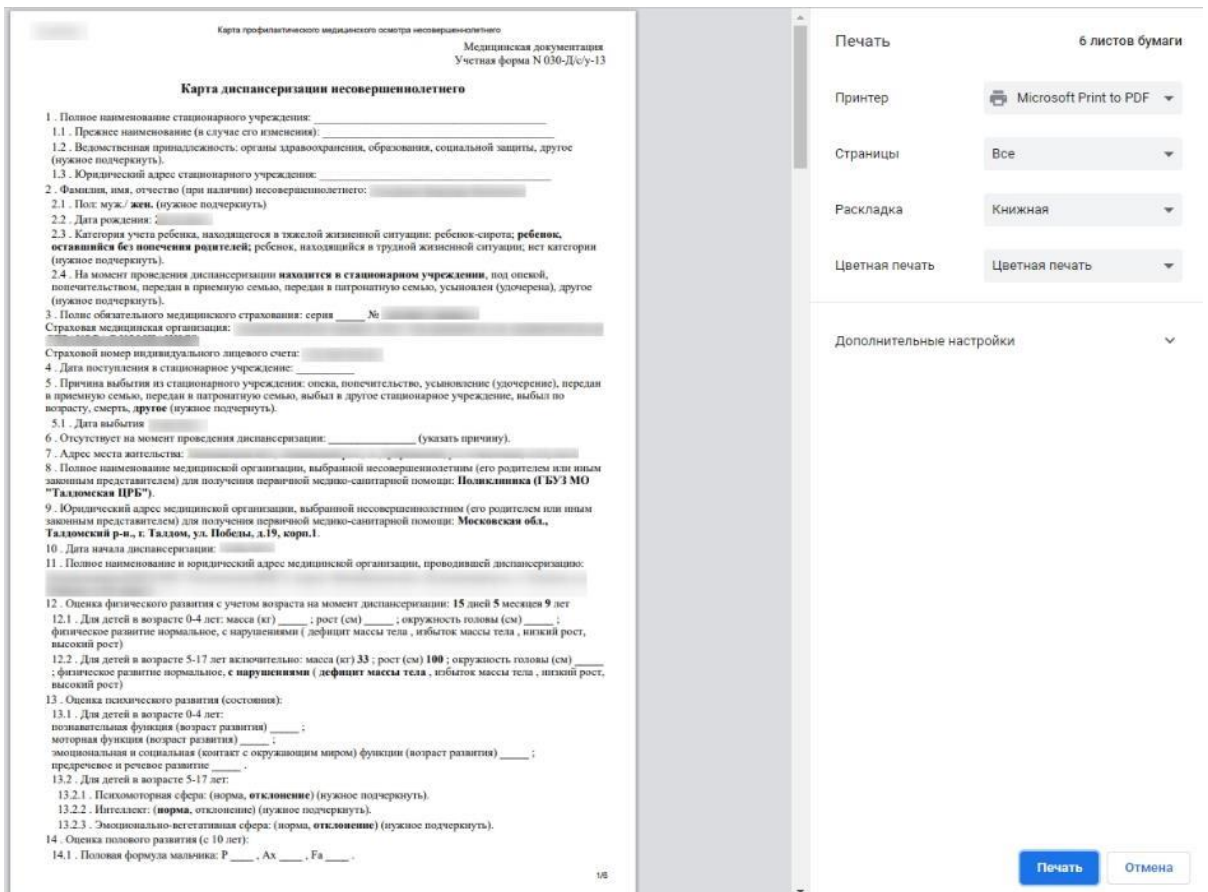 Карта профилактического медицинского осмотра несовершеннолетнего
Медицинская документация
Учетная форма N 030-Д/с/у-13
Карта диспансеризации несовершеннолетнего
1 . Полное наименование стационарного учреждения: ____
1.1 . Прежнее наименование (в случае его изменения): ____
1.2 . Ведомственная принадлежность: органы здравоохранения, образования, социальной защиты, другое
(нужное подчеркнуть).
1.3 . Юридический адрес стационарного учреждения: ____
2 . Фамилия, имя, отчество (при наличии) несовершеннолетнего:
2.1 . Пол: муж./ жен. (нужное подчеркнуть)
2.2 . Дата рождения: 2
2.3 . Категория учета ребенка, находящегося в тяжелой жизненной ситуации: ребенок-сирота; ребенок,
оставшийся без попечения родителей; ребенок, находящийся в трудной жизненной ситуации; нет категории
(нужное подчеркнуть).
2.4 . На момент проведения диспансеризации находится в стационарном учреждении, под опекой,
попечительством, передан в приемную семью, передан в патронатную семью, усыновлен (удочерена), другое
(нужное подчеркнуть).
3 . Полис обязательного медицинского страхования: серия ____ №
Страховая медицинская организация:
Страховой номер индивидуального лицевого счета:
4 . Дата поступления в стационарное учреждение: ____
5 . Причина выбытия из стационарного учреждения: опека, попечительство, усыновление (удочерение), передан
в приемную семью, передан в патронатную семью, выбыл в другое стационарное учреждение, выбыл по
возрасту, смерть, другое (нужное подчернуть).
5.1 . Дата выбытия
6 . Отсутствует на момент проведения диспансеризации: ____ (указать причину).
7 . Адрес места жительства:
8 . Полное наименование медицинской организации, выбранной несовершеннолетним (его родителем или иным
законным представителем) для получения первичной медико-санитарной помощи: Поликлиника (ГБУЗ МО
"Талдомская ЦРБ").
9 . Юридический адрес медицинской организации, выбранной несовершеннолетним (его родителем или иным
законным представителем) для получения первичной медико-санитарной помощи: Московская обл.,
Талдомский р-н., г. Талдом, ул. Победы, д.19, корп.1.
10 . Дата начала диспансеризации:
11 . Полное наименование и юридический адрес медицинской организации, проводившей диспансеризацию:
12 . Оценка физического развития с учетом возраста на момент диспансеризации: 15 дней 5 месяцев 9 лет
12.1 . Для детей в возрасте 0-4 лет: масса (кг) ____ ; рост (см) ____ ; окружность головы (см) ____ ;
физическое развитие нормальное, с нарушениями ( дефицит массы тела , избыток массы тела , низкий рост,
высокий рост)
12.2 . Для детей в возрасте 5-17 лет включительно: масса (кг) 33 ; рост (см) 100 ; окружность головы (см) ____
; физическое развитие нормальное, с нарушениями ( дефицит массы тела , избыток массы тела , низкий рост,
высокий рост)
13 . Оценка психического развития (состояния):
13.1 . Для детей в возрасте 0-4 лет:
познавательная функция (возраст развития) ____ ;
моторная функция (возраст развития) ____ ;
эмоциональная и социальная (контакт с окружающим миром) функции (возраст развития) ____ ;
предречевое и речевое развитие ____ .
13.2 . Для детей в возрасте 5-17 лет:
13.2.1 . Психомоторная сфера: (норма, отклонение) (нужное подчеркнуть).
13.2.2 . Интеллект: (норма, отклонение) (нужное подчеркнуть).
13.2.3 . Эмоционально-вегетативная сфера: (норма, отклонение) (нужное подчеркнуть).
14 . Оценка полового развития (с 10 лет):
14.1 . Половая формула мальчика: P ____ , Ax ____ , Fa ____ .
1/6
Печать 6 листов бумаги
Принтер Microsoft Print to PDF
Страницы Все
Раскладка Книжная
Цветная печать Цветная печать
Дополнительные настройки
Печать Отмена